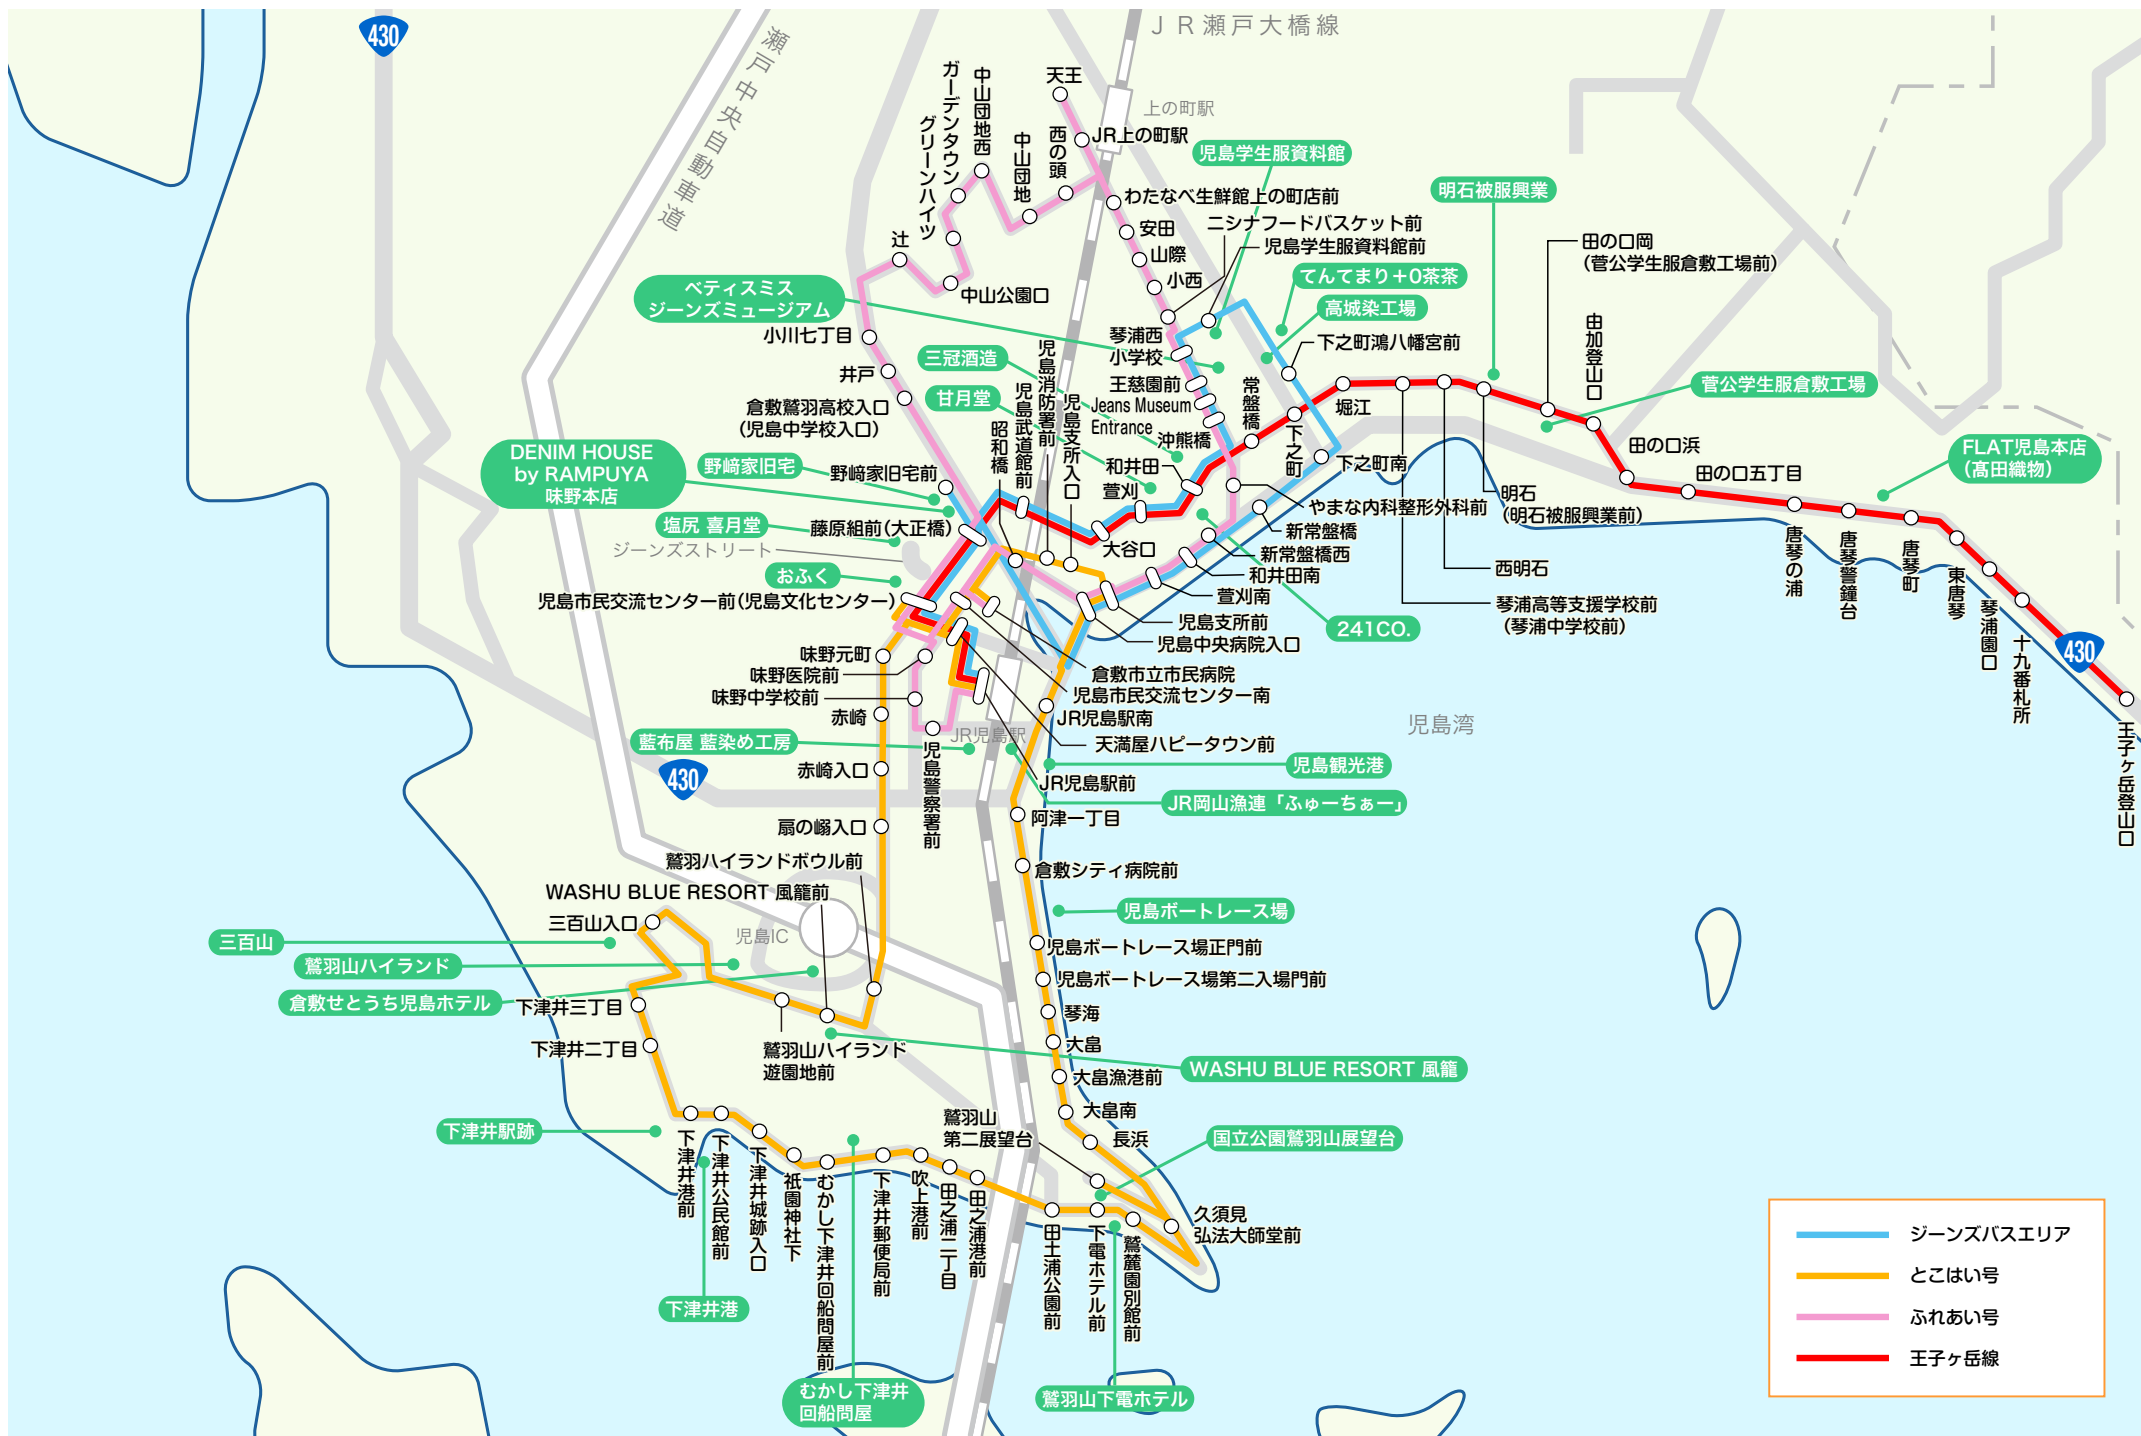 430
瀬戸中央自動車道
JR瀬戸大橋線
天王
上の町駅
JR上の町駅
ガーデンタウン
グリーンハイツ
中山団地西
中山団地
西の頭
児島学生服資料館
明石被服興業
わたなべ生鮮館上の町店前
ニシナフードバスケット前
安田
児島学生服資料館前
山際
小西
辻
中山公園口
てんてまり+0茶茶
高城染工場
田の口岡
(菅公学生服倉敷工場前)
ベティスミス
ジーンズミュージアム
小川七丁目
井戸
倉敷鷲羽高校入口
(児島中学校入口)
三冠酒造
甘月堂
琴浦西
小学校
王慈園前
Jeans Museum
Entrance
沖熊橋
常盤橋
下之町鴻八幡宮前
由加登山口
菅公学生服倉敷工場
堀江
下之町
下之町南
田の口浜
田の口五丁目
FLAT児島本店
(髙田織物)
DENIM HOUSE
by RAMPUYA
味野本店
野﨑家旧宅
野﨑家旧宅前
昭和橋
児島武道館前
児島消防署前
児島支所入口
和井田
萱刈
大谷口
塩尻 喜月堂
藤原組前(大正橋)
ジーンズストリート
おふく
児島市民交流センター前(児島文化センター)
やまな内科整形外科前
新常盤橋
新常盤橋西
和井田南
萱刈南
児島支所前
児島中央病院入口
241CO.
明石
(明石被服興業前)
西明石
琴浦高等支援学校前
(琴浦中学校前)
唐琴の浦
唐琴警鐘台
唐琴町
東唐琴
琴浦園口
十九番札所
430
王子ヶ岳登山口
味野元町
味野医院前
味野中学校前
赤崎
倉敷市立市民病院
児島市民交流センター南
JR児島駅南
天満屋ハピータウン前
JR児島駅前
JR児島駅
児島警察署前
児島湾
藍布屋 藍染め工房
430
赤崎入口
扇の嵶入口
児島観光港
JR岡山漁連「ふゅーちぁー」
阿津一丁目
倉敷シティ病院前
児島ボートレース場
児島ボートレース場正門前
児島ボートレース場第二入場門前
琴海
大畠
大畠漁港前
大畠南
長浜
鷲羽ハイランドボウル前
WASHU BLUE RESORT 風籠前
三百山入口
児島IC
三百山
鷲羽山ハイランド
倉敷せとうち児島ホテル
下津井三丁目
下津井二丁目
鷲羽山ハイランド
遊園地前
WASHU BLUE RESORT 風籠
鷲羽山
第二展望台
国立公園鷲羽山展望台
下津井駅跡
下津井港前
下津井公民館前
下津井城跡入口
祇園神社下
むかし下津井回船問屋前
下津井郵便局前
吹上港前
田之浦二丁目
田之浦港前
田土浦公園前
下電ホテル前
鷲麓園別館前
久須見
弘法大師堂前
下津井港
むかし下津井
回船問屋
鷲羽山下電ホテル
ジーンズバスエリア
とこはい号
ふれあい号
王子ヶ岳線